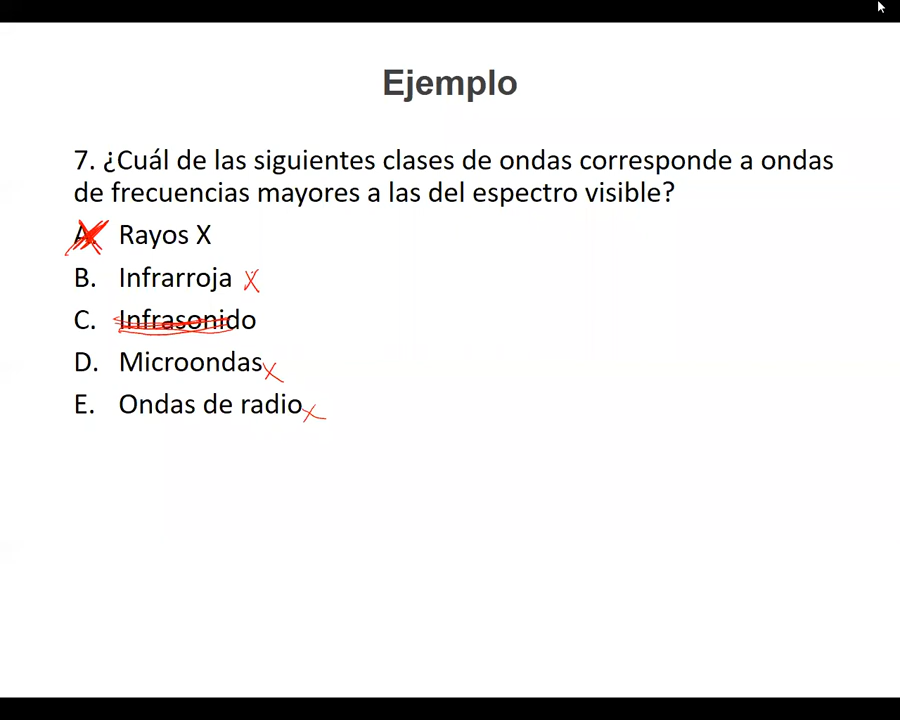 Ejemplo
7. ¿Cuál de las siguientes clases de ondas corresponde a ondas
de frecuencias mayores a las del espectro visible?
A. Rayos X
B. Infrarroja
C. Infrasonido
D. Microondas
E. Ondas de radio